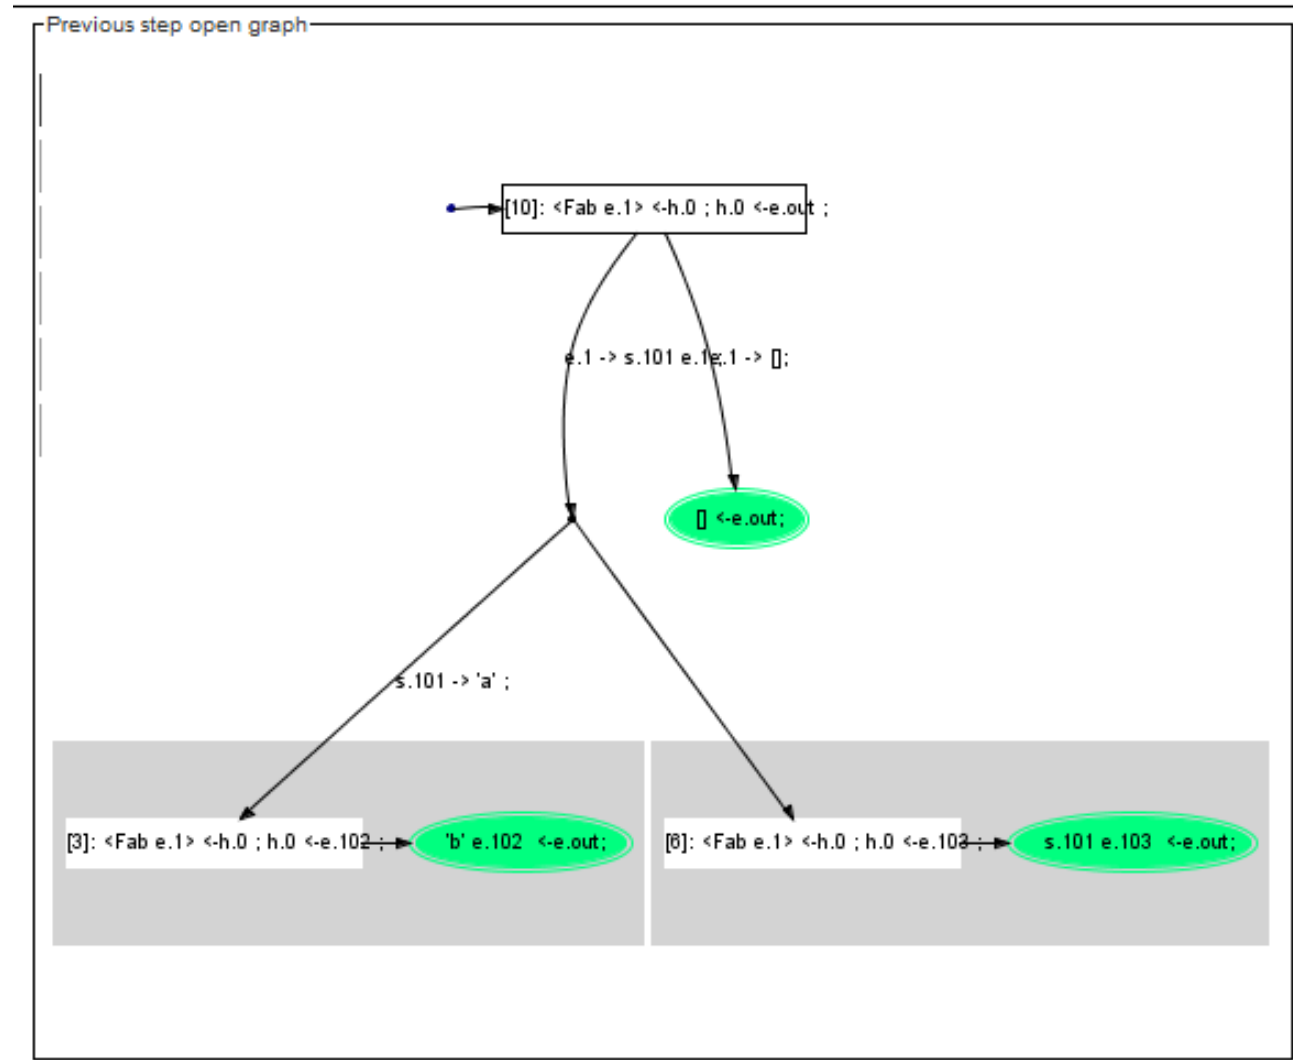 Previous step open graph
[10]: <Fab e.1> <-h.0 ; h.0 <-e.out ;
e.1 -> s.101 e.1;
e.1 -> [];
[] <-e.out;
s.101 -> 'a' ;
[3]: <Fab e.1> <-h.0 ; h.0 <-e.102 ;
'b' e.102 <-e.out;
[6]: <Fab e.1> <-h.0 ; h.0 <-e.103 ;
s.101 e.103 <-e.out;